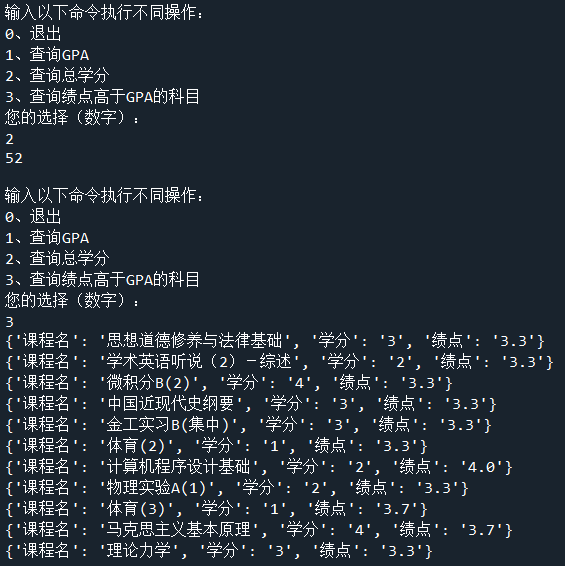 输入以下命令执行不同操作:
0、退出
1、查询GPA
2、查询总学分
3、查询绩点高于GPA的科目
您的选择（数字）:
2
52
输入以下命令执行不同操作:
0、退出
1、查询GPA
2、查询总学分
3、查询绩点高于GPA的科目
您的选择（数字）:
3
{'课程名': '思想道德修养与法律基础', '学分': '3', '绩点': '3.3'}
{'课程名': '学术英语听说（2）－综述', '学分': '2', '绩点': '3.3'}
{'课程名': '微积分B(2)', '学分': '4', '绩点': '3.3'}
{'课程名': '中国近现代史纲要', '学分': '3', '绩点': '3.3'}
{'课程名': '金工实习B(集中)', '学分': '3', '绩点': '3.3'}
{'课程名': '体育(2)', '学分': '1', '绩点': '3.3'}
{'课程名': '计算机程序设计基础', '学分': '2', '绩点': '4.0'}
{'课程名': '物理实验A(1)', '学分': '2', '绩点': '3.3'}
{'课程名': '体育(3)', '学分': '1', '绩点': '3.7'}
{'课程名': '马克思主义基本原理', '学分': '4', '绩点': '3.7'}
{'课程名': '理论力学', '学分': '3', '绩点': '3.3'}